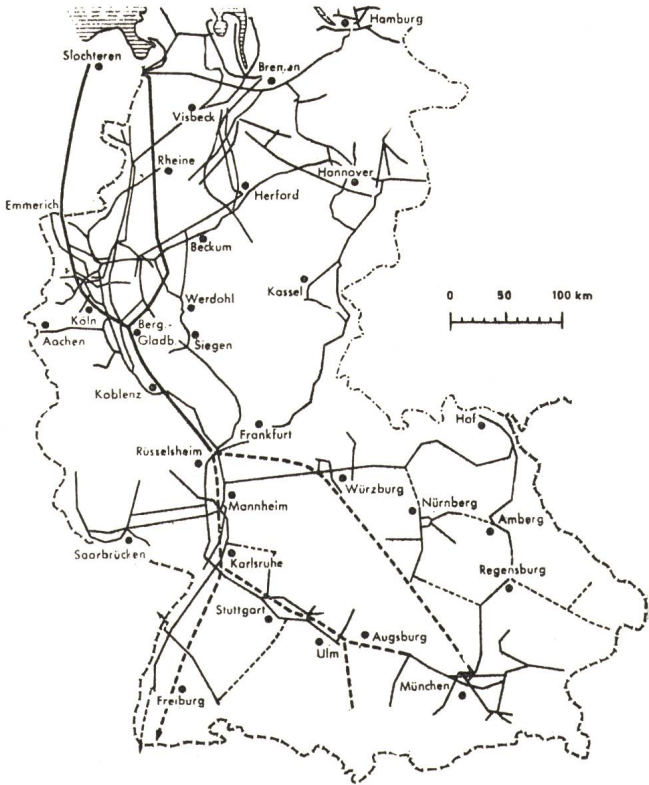 Hamburg
Slochteren
Bremen
Visbeck
Rheine
Hannover
Emmerich
Herford
Beckum
Kassel
0 50 100 km
Werdohl
Köln
Berg.-
Gladb.
Aachen
Siegen
Koblenz
Hof
Frankfurt
Rüsselsheim
Würzburg
Mannheim
Nürnberg
Amberg
Saarbrücken
Karlsruhe
Regensburg
Stuttgart
Augsburg
Ulm
München
Freiburg